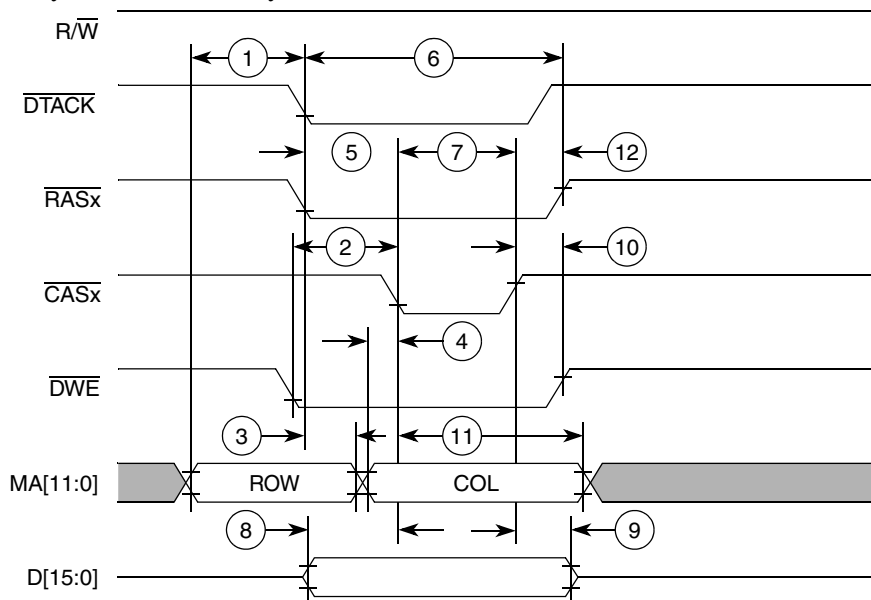 R/W
1
6
DTACK
5
7
12
RASx
2
10
CASx
4
DWE
3
11
MA[11:0]
ROW
COL
8
9
D[15:0]